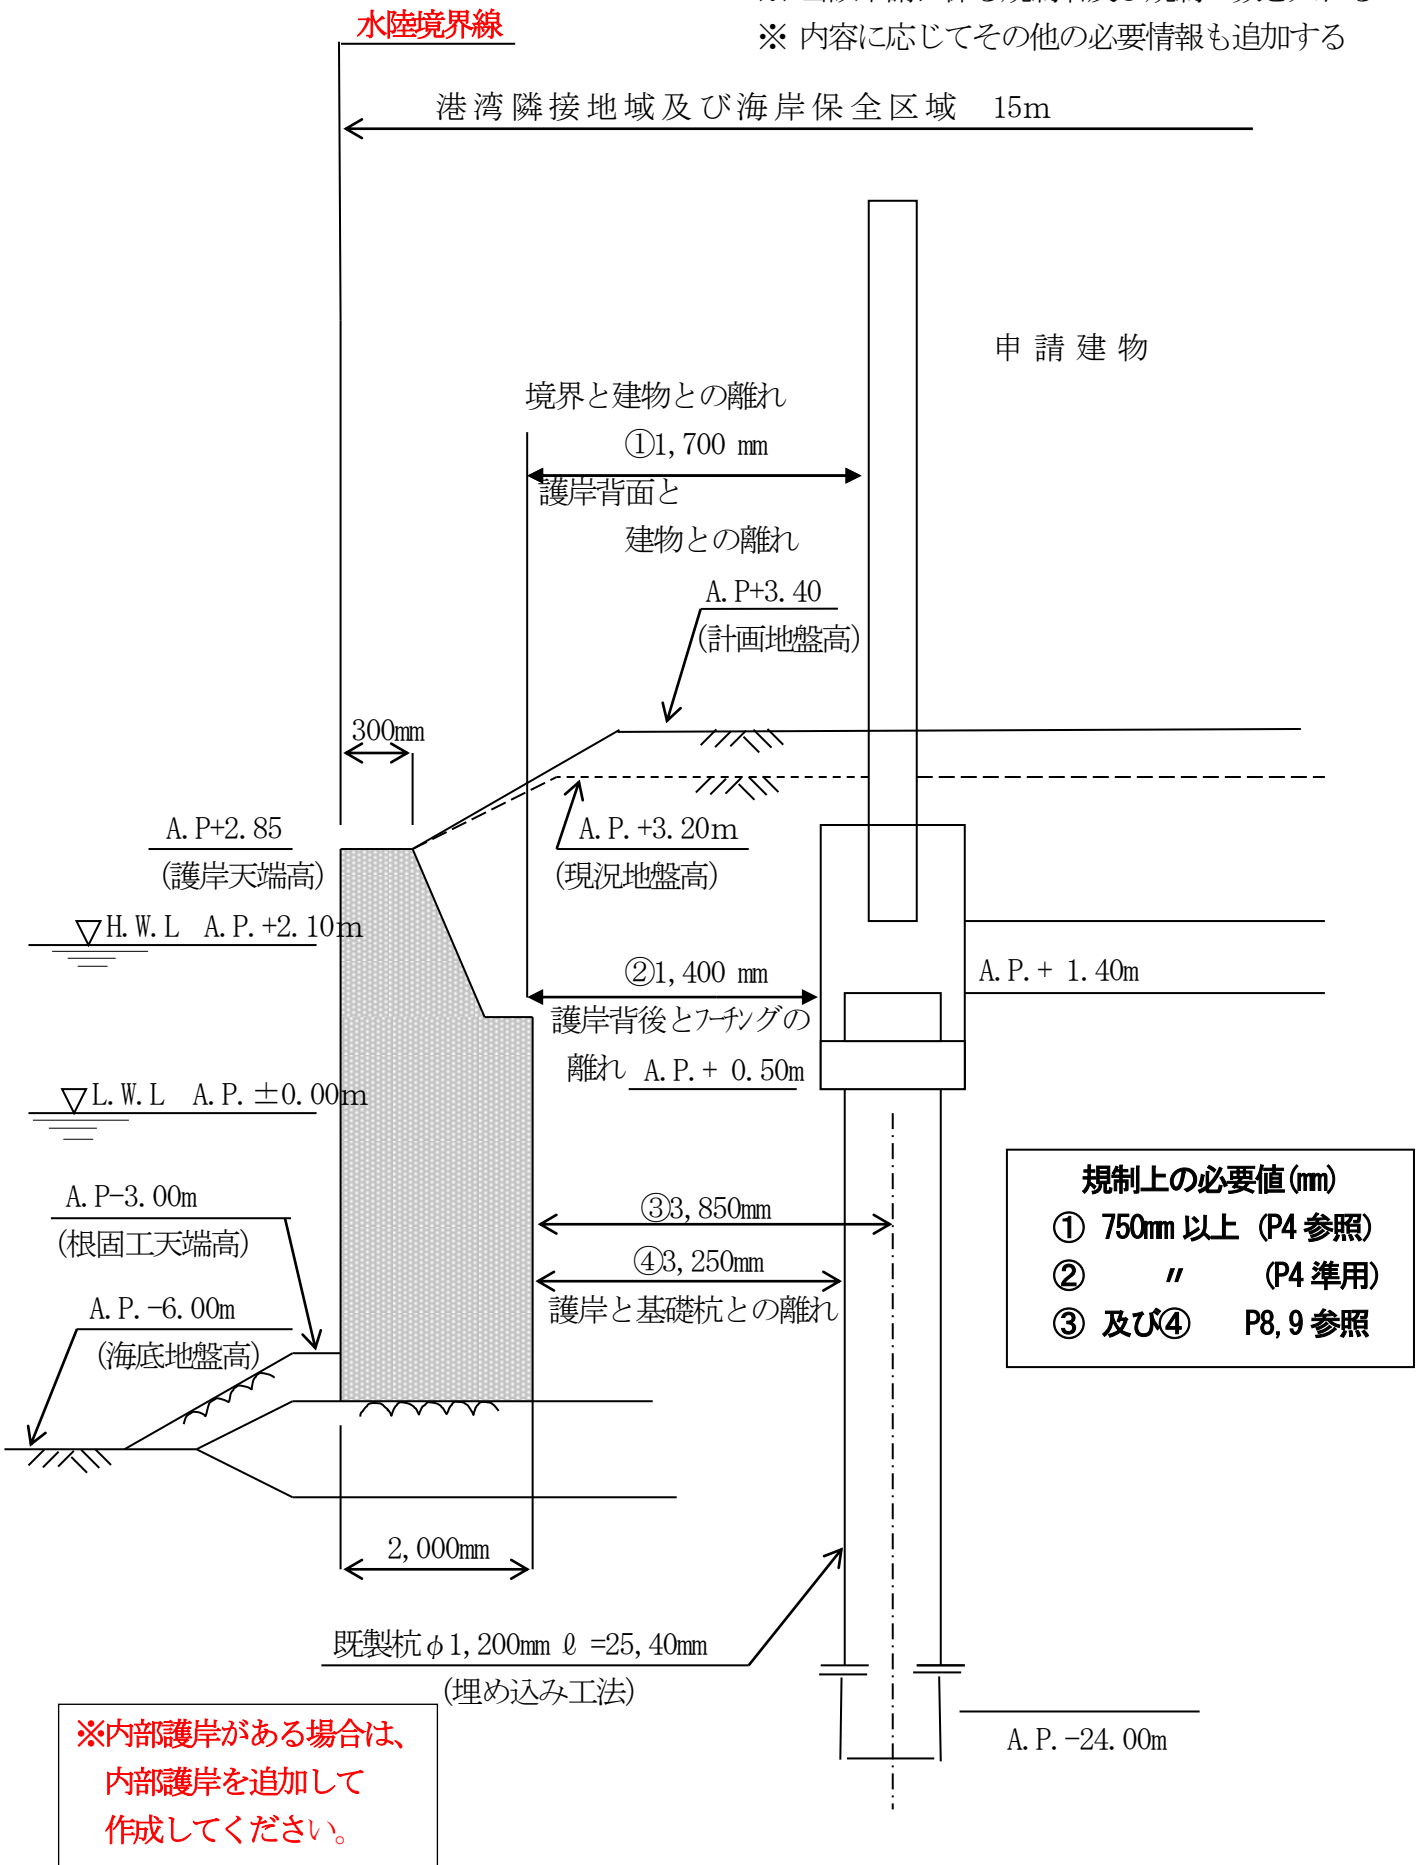 水陸境界線
※ 内容に応じてその他の必要情報も追加する
港湾隣接地域及び海岸保全区域 15m
申請建物
境界と建物との離れ
①1,700 mm
護岸背面と
建物との離れ
A.P+3.40
(計画地盤高)
300mm
A.P+2.85
(護岸天端高)
A.P.+3.20m
(現況地盤高)
H.W.L A.P.+2.10m
②1,400 mm
A.P.+ 1.40m
護岸背後とフーチングの
離れ A.P.+ 0.50m
L.W.L A.P.±0.00m
A.P-3.00m
(根固工天端高)
③3,850mm
④3,250mm
護岸と基礎杭との離れ
規制上の必要値(mm)
① 750mm 以上 (P4 参照)
② 〃 (P4 準用)
③ 及び④ P8,9 参照
A.P.-6.00m
(海底地盤高)
2,000mm
既製杭φ1,200mm ℓ =25,40mm
(埋め込み工法)
A.P.-24.00m
※内部護岸がある場合は、
内部護岸を追加して
作成してください。